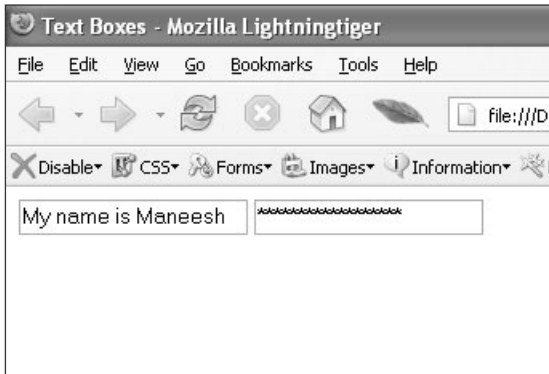 Text Boxes - Mozilla Lightningtiger
File Edit View Go Bookmarks Tools Help
file:///D
Disable CSS Forms Images Information
My name is Maneesh